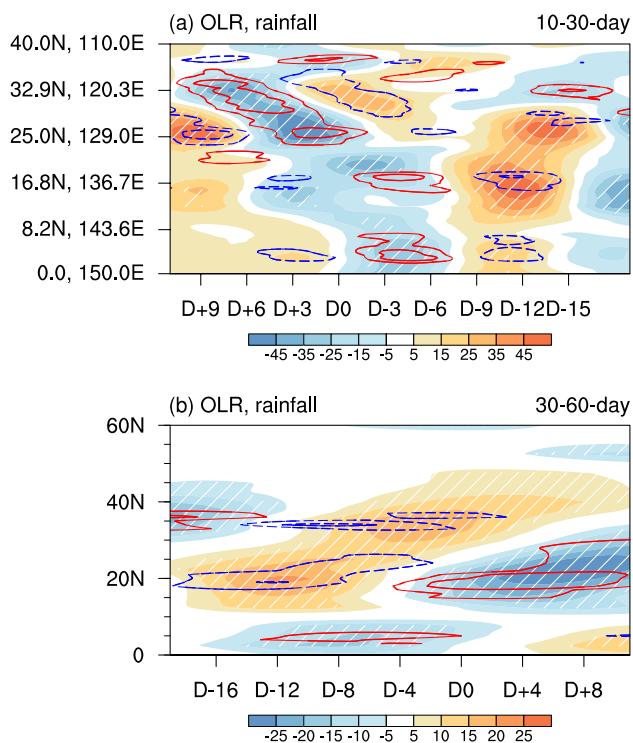 (a) OLR, rainfall 10-30-day
40.0N, 110.0E
32.9N, 120.3E
25.0N, 129.0E
16.8N, 136.7E
8.2N, 143.6E
0.0, 150.0E
D+9 D+6 D+3 D0 D-3 D-6 D-9 D-12 D-15
-45 -35 -25 -15 -5 5 15 25 35 45
(b) OLR, rainfall 30-60-day
60N
40N
20N
0
D-16 D-12 D-8 D-4 D0 D+4 D+8
-25 -20 -15 -10 -5 5 10 15 20 25